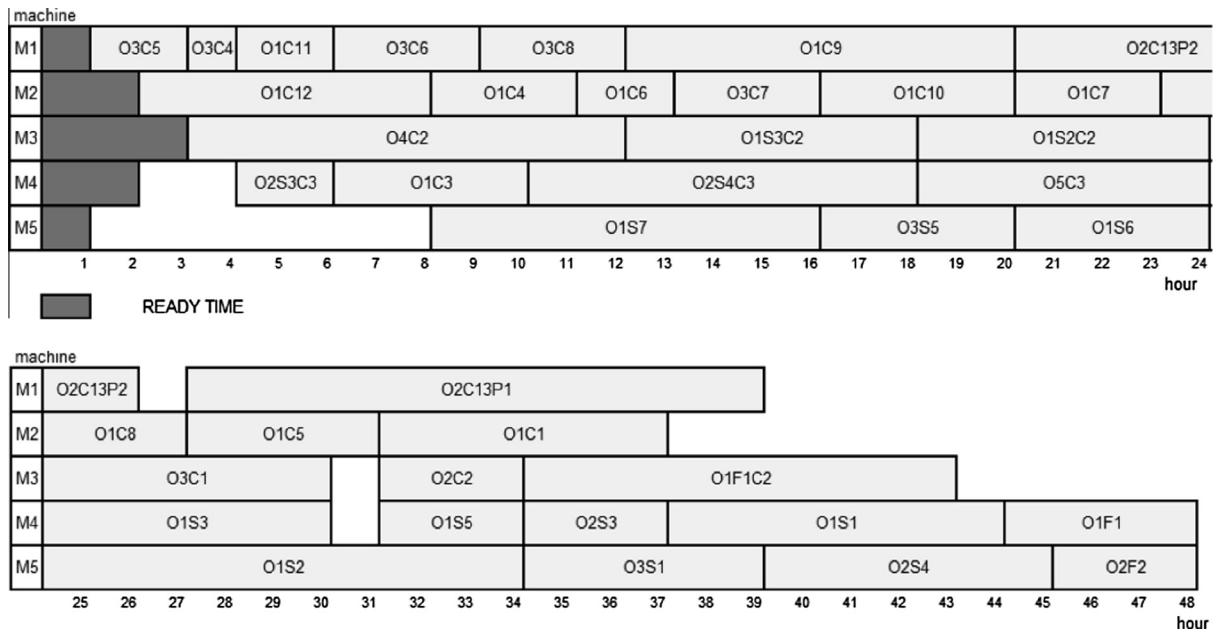 machine
M1 O3C5 O3C4 O1C11 O3C6 O3C8 O1C9 O2C13P2
M2 O1C12 O1C4 O1C6 O3C7 O1C10 O1C7
M3 O4C2 O1S3C2 O1S2C2
M4 O2S3C3 O1C3 O2S4C3 O5C3
M5 O1S7 O3S5 O1S6
1 2 3 4 5 6 7 8 9 10 11 12 13 14 15 16 17 18 19 20 21 22 23 24
hour
READY TIME
machine
M1 O2C13P2 O2C13P1
M2 O1C8 O1C5 O1C1
M3 O3C1 O2C2 O1F1C2
M4 O1S3 O1S5 O2S3 O1S1 O1F1
M5 O1S2 O3S1 O2S4 O2F2
25 26 27 28 29 30 31 32 33 34 35 36 37 38 39 40 41 42 43 44 45 46 47 48
hour